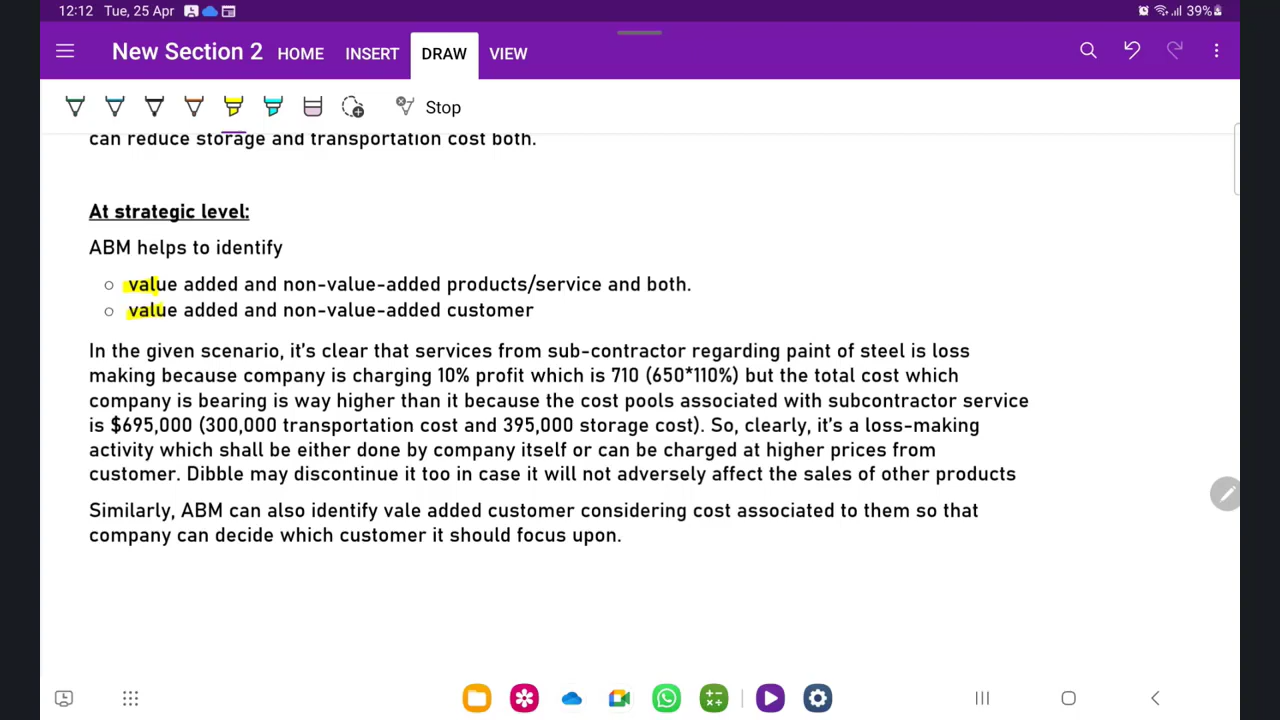 12:12 Tue, 25 Apr
39%
New Section 2 HOME INSERT DRAW VIEW
Stop
can reduce storage and transportation cost both.
At strategic level:
ABM helps to identify
○ value added and non-value-added products/service and both.
○ value added and non-value-added customer
In the given scenario, it's clear that services from sub-contractor regarding paint of steel is loss
making because company is charging 10% profit which is 710 (650*110%) but the total cost which
company is bearing is way higher than it because the cost pools associated with subcontractor service
is $695,000 (300,000 transportation cost and 395,000 storage cost). So, clearly, it's a loss-making
activity which shall be either done by company itself or can be charged at higher prices from
customer. Dibble may discontinue it too in case it will not adversely affect the sales of other products
Similarly, ABM can also identify vale added customer considering cost associated to them so that
company can decide which customer it should focus upon.